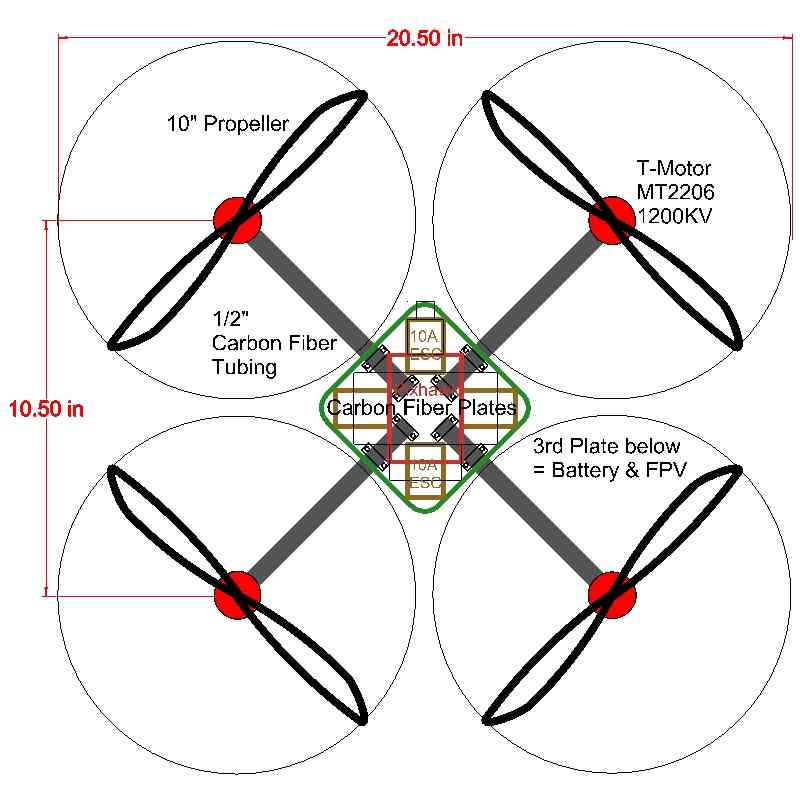 20.50 in
10" Propeller
T-Motor
MT2206
1200KV
1/2"
Carbon Fiber
Tubing
10A
ESC
10.50 in
Carbon Fiber Plates
3rd Plate below
= Battery & FPV
10A
ESC